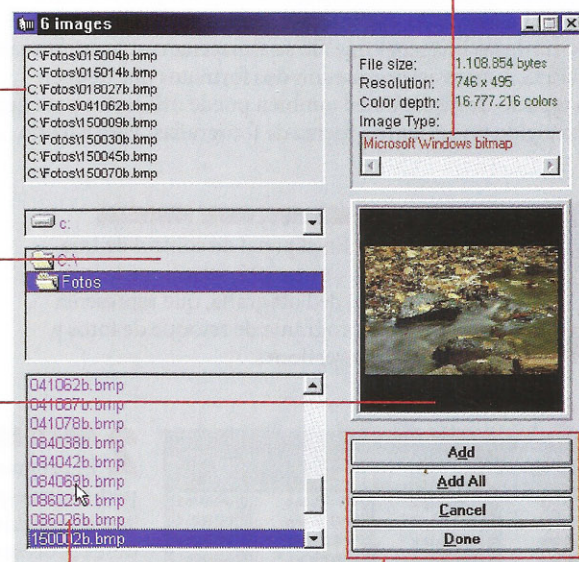 6 images
C:\Fotos\015004b.bmp
C:\Fotos\015014b.bmp
C:\Fotos\018027b.bmp
C:\Fotos\041062b.bmp
C:\Fotos\150009b.bmp
C:\Fotos\150030b.bmp
C:\Fotos\150045b.bmp
C:\Fotos\150070b.bmp
File size: 1.108.854 bytes
Resolution: 746 x 495
Color depth: 16.777.216 colors
Image Type:
Microsoft Windows bitmap
c:
C:\
Fotos
041062b.bmp
041067b.bmp
041078b.bmp
084038b.bmp
084042b.bmp
084069b.bmp
086026b.bmp
150002b.bmp
Add
Add All
Cancel
Done